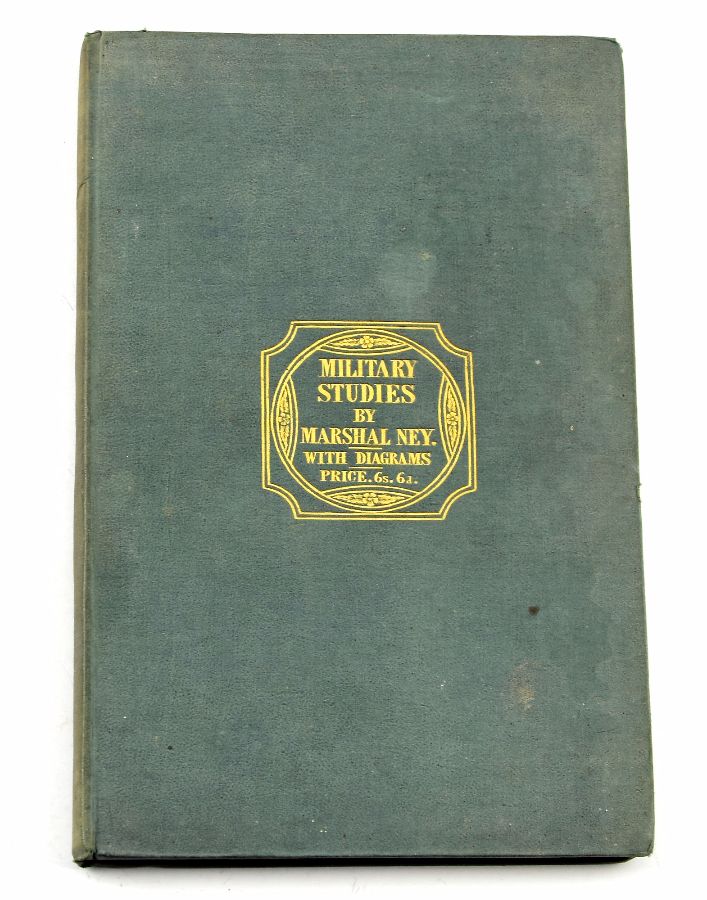 MILITARY
STUDIES
BY
MARSHAL NEY.
WITH DIAGRAMS
PRICE. 6s. 6d.